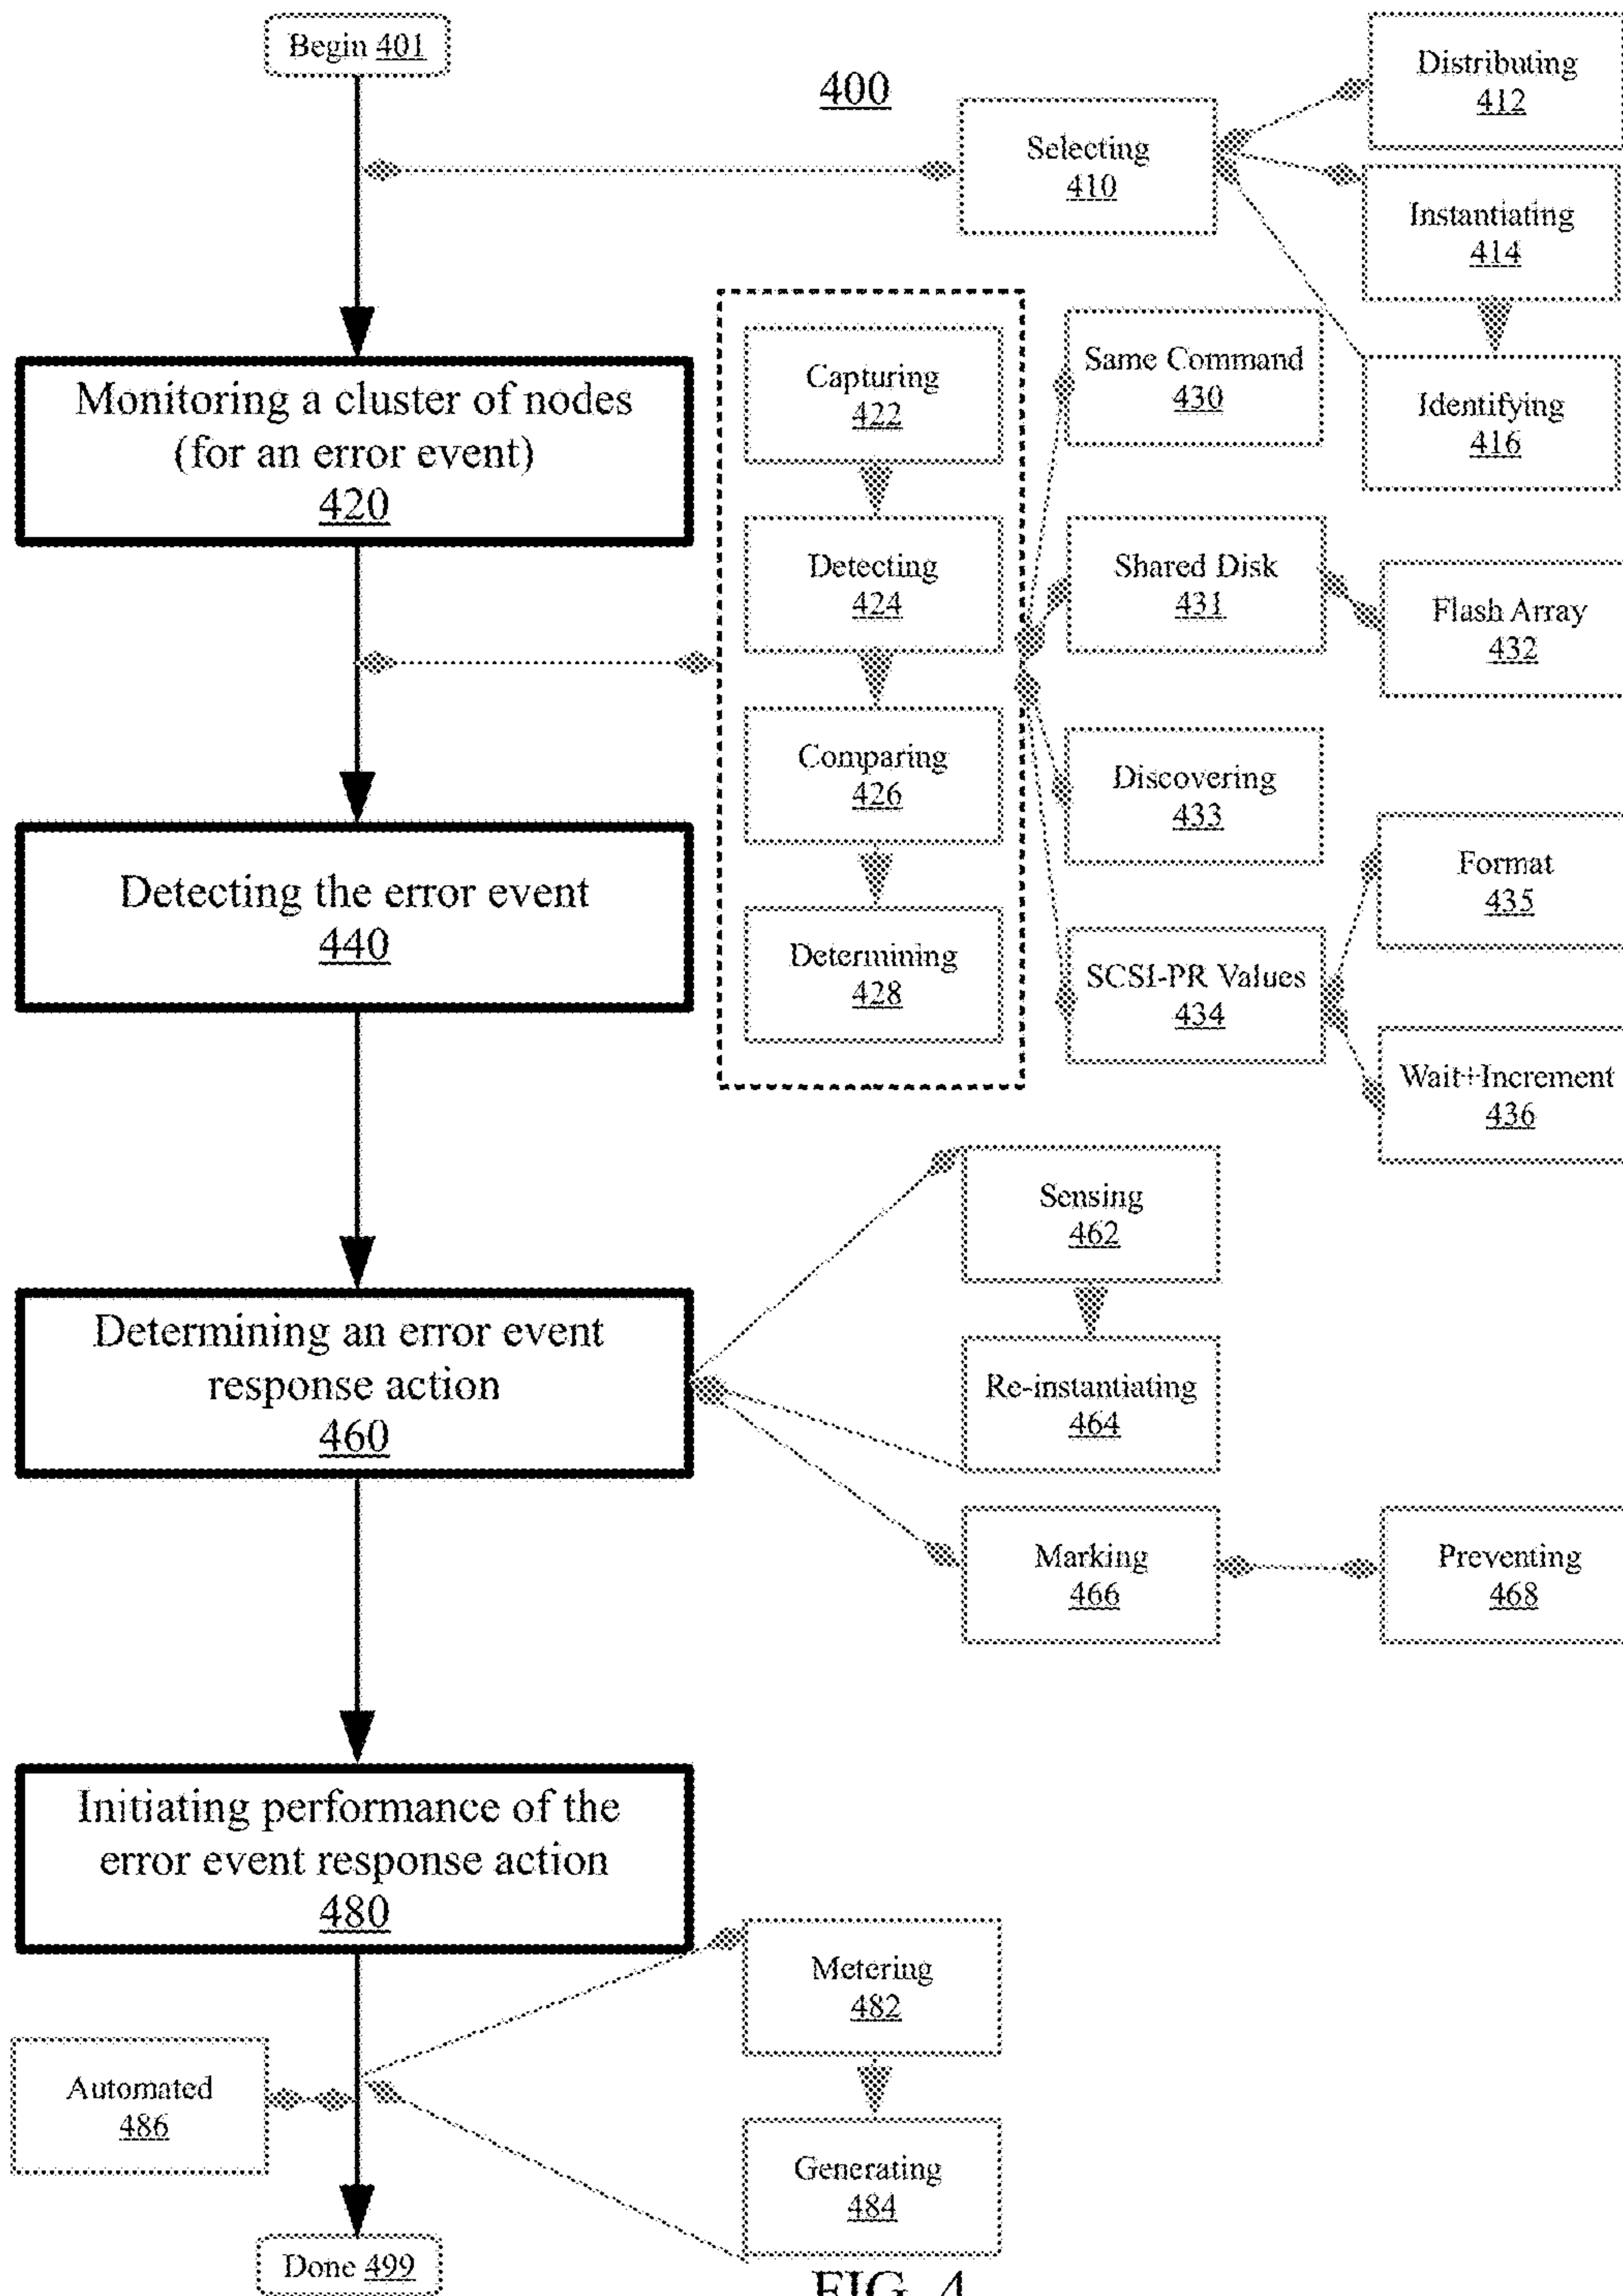 Begin 401
400
Distributing
412
Selecting
410
Instantiating
414
Identifying
416
Monitoring a cluster of nodes
(for an error event)
420
Capturing
422
Detecting
424
Comparing
426
Determining
428
Same Command
430
Shared Disk
431
Flash Array
432
Discovering
433
SCSI-PR Values
434
Format
435
Wait+Increment
436
Detecting the error event
440
Determining an error event
response action
460
Sensing
462
Re-instantiating
464
Marking
466
Preventing
468
Initiating performance of the
error event response action
480
Metering
482
Generating
484
Automated
486
Done 499
FIG. 4